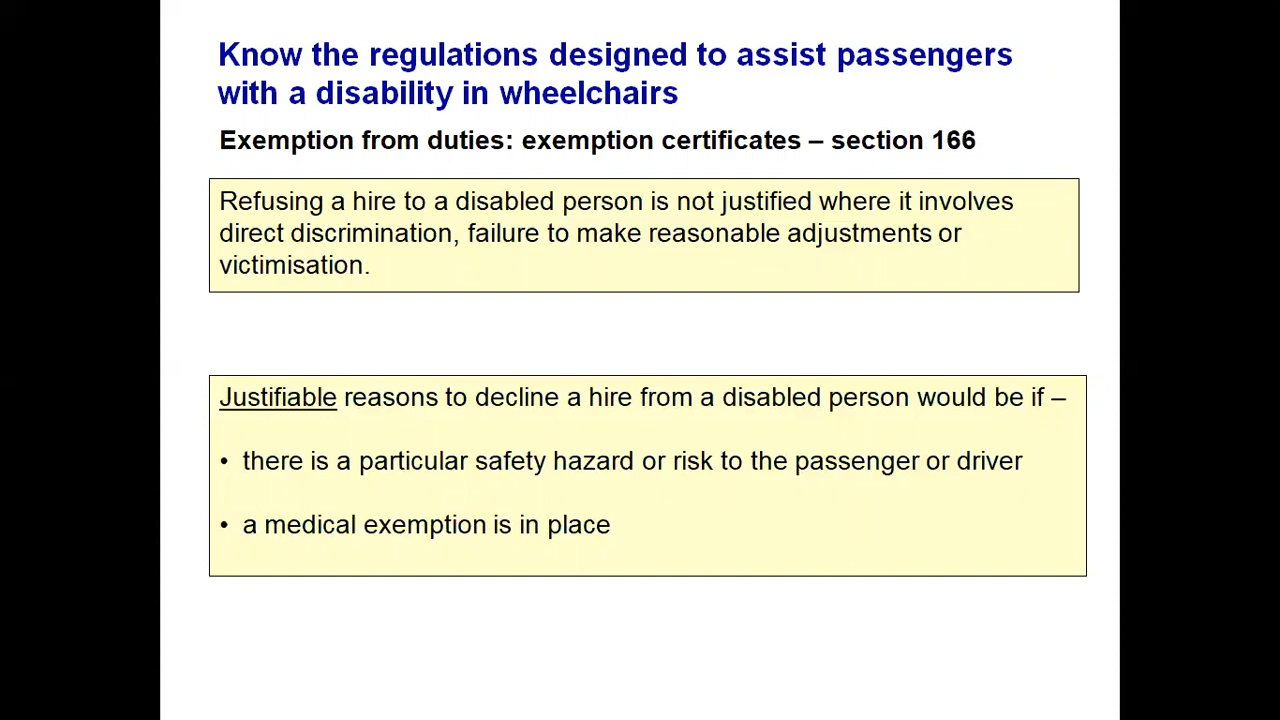 Know the regulations designed to assist passengers
with a disability in wheelchairs
Exemption from duties: exemption certificates – section 166
Refusing a hire to a disabled person is not justified where it involves
direct discrimination, failure to make reasonable adjustments or
victimisation.
Justifiable reasons to decline a hire from a disabled person would be if –
• there is a particular safety hazard or risk to the passenger or driver
• a medical exemption is in place